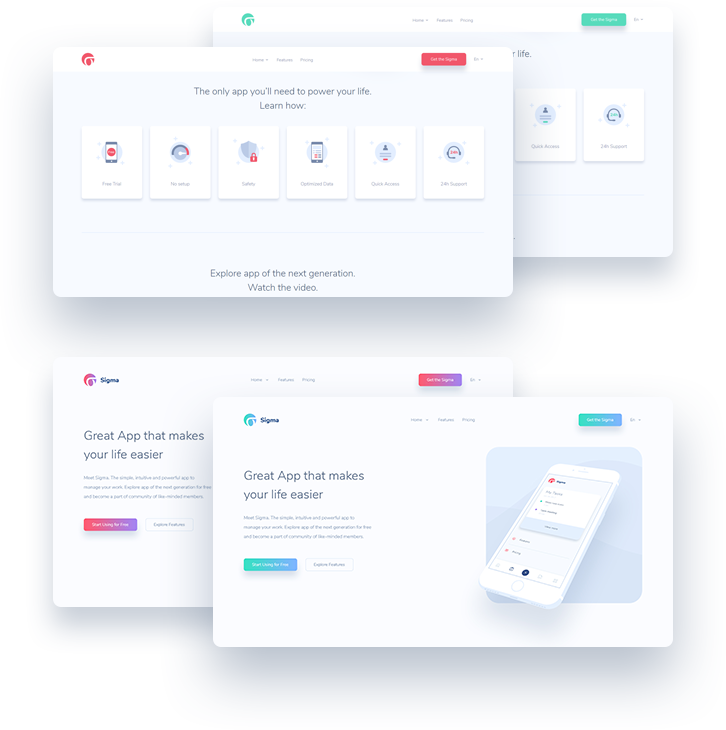 Home Features Pricing Get the Sigma En
Home Features Pricing Get the Sigma En
r life.
The only app you'll need to power your life.
Learn how:
Free Trial No setup Safety Optimized Data Quick Access 24h Support
Quick Access 24h Support
Explore app of the next generation.
Watch the video.
Sigma Home Features Pricing Get the Sigma En
Great App that makes
your life easier
Meet Sigma. The simple, intuitive and powerful app to
manage your work. Explore app of the next generation for free
and become a part of community of like-minded members.
Start Using for Free Explore Features
Sigma Home Features Pricing Get the Sigma En
Great App that makes
your life easier
Meet Sigma. The simple, intuitive and powerful app to
manage your work. Explore app of the next generation for free
and become a part of community of like-minded members.
Start Using for Free Explore Features
Sigma